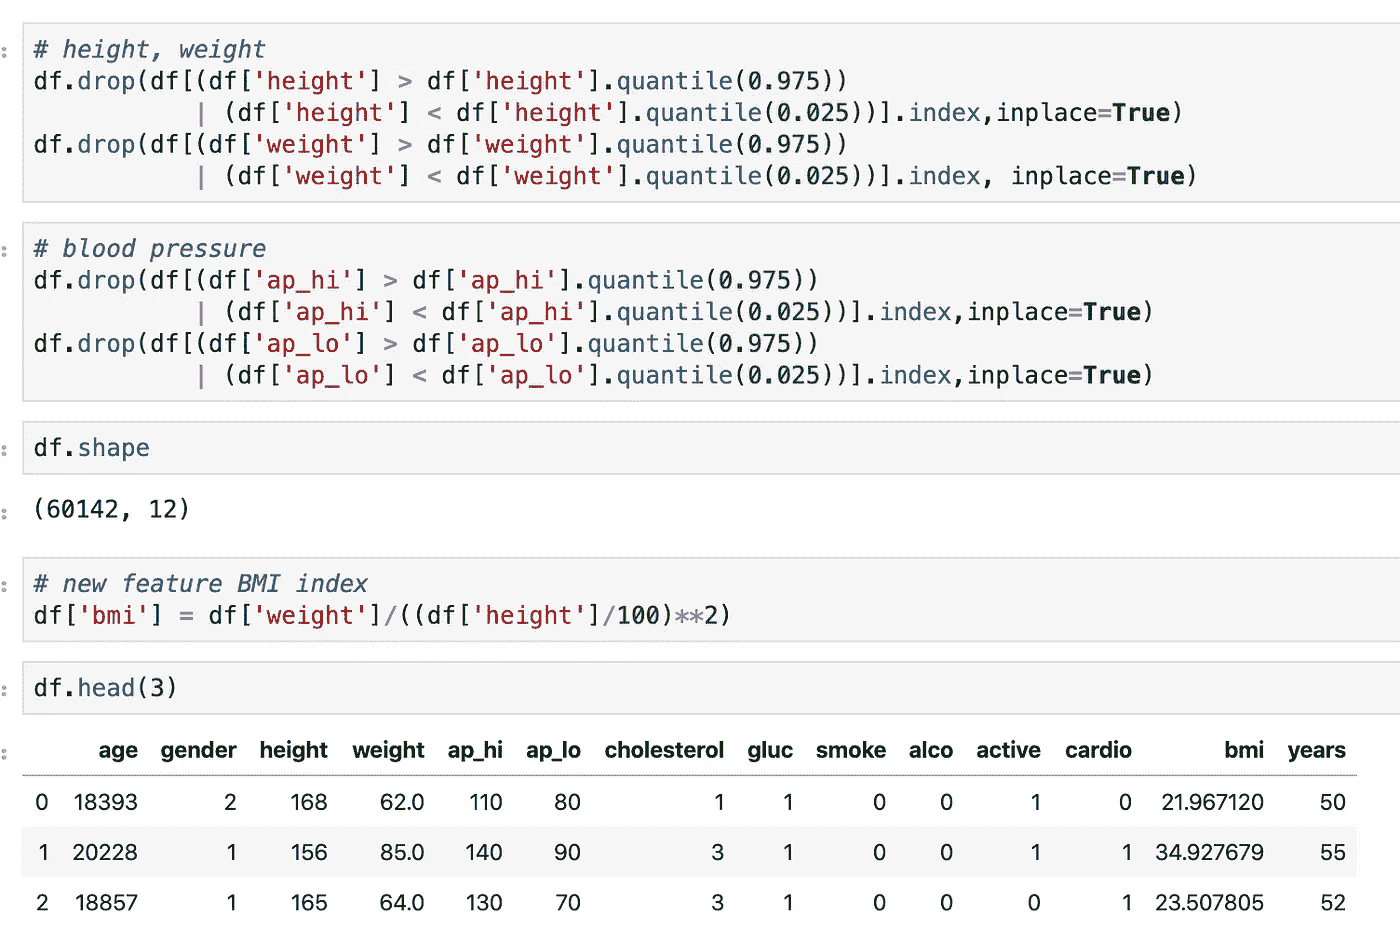 # height, weight
df.drop(df[(df['height'] > df['height'].quantile(0.975))
| (df['height'] < df['height'].quantile(0.025))].index,inplace=True)
df.drop(df[(df['weight'] > df['weight'].quantile(0.975))
| (df['weight'] < df['weight'].quantile(0.025))].index, inplace=True)
# blood pressure
df.drop(df[(df['ap_hi'] > df['ap_hi'].quantile(0.975))
| (df['ap_hi'] < df['ap_hi'].quantile(0.025))].index,inplace=True)
df.drop(df[(df['ap_lo'] > df['ap_lo'].quantile(0.975))
| (df['ap_lo'] < df['ap_lo'].quantile(0.025))].index,inplace=True)
df.shape
(60142, 12)
# new feature BMI index
df['bmi'] = df['weight']/((df['height']/100)**2)
df.head(3)
age gender height weight ap_hi ap_lo cholesterol gluc smoke alco active cardio bmi years
0 18393 2 168 62.0 110 80 1 1 0 0 1 0 21.967120 50
1 20228 1 156 85.0 140 90 3 1 0 0 1 1 34.927679 55
2 18857 1 165 64.0 130 70 3 1 0 0 0 1 23.507805 52